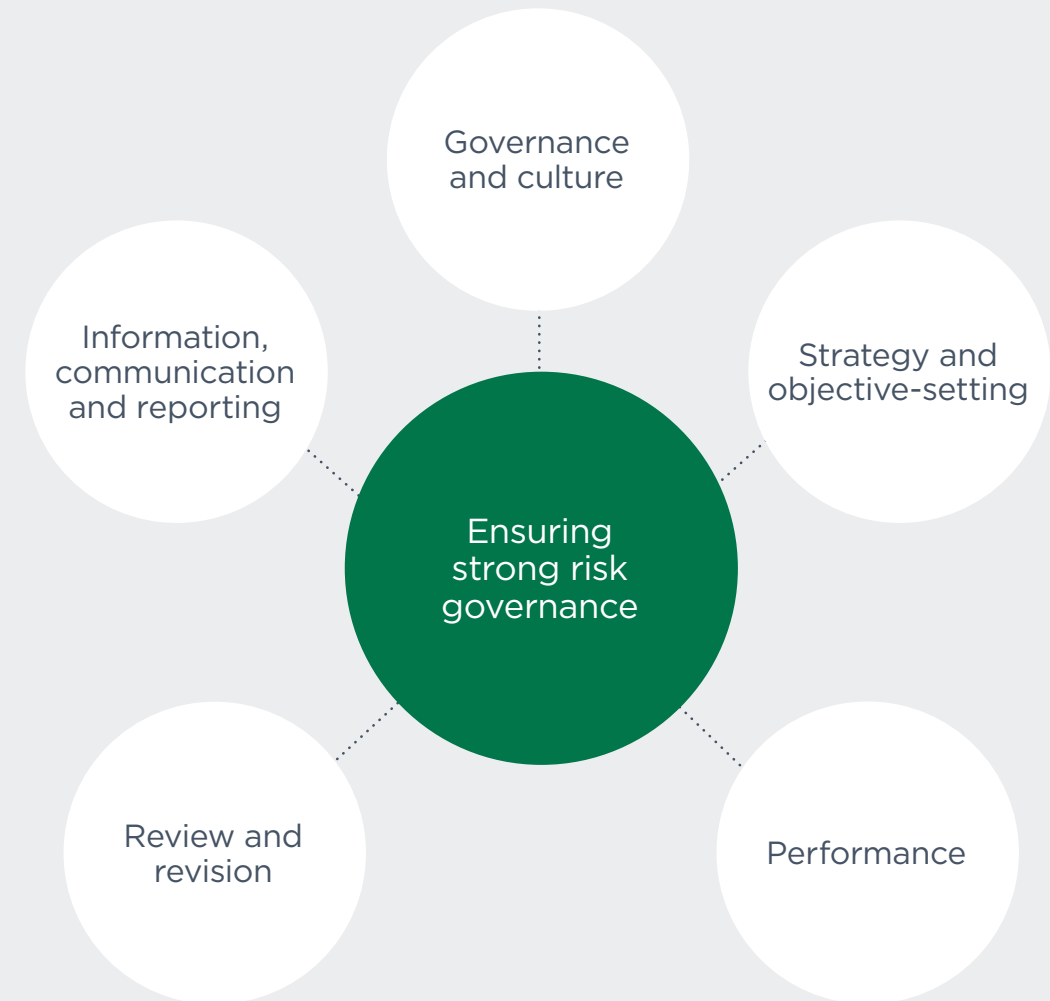 Governance
and culture
Information,
communication
and reporting
Strategy and
objective-setting
Ensuring
strong risk
governance
Review and
revision
Performance